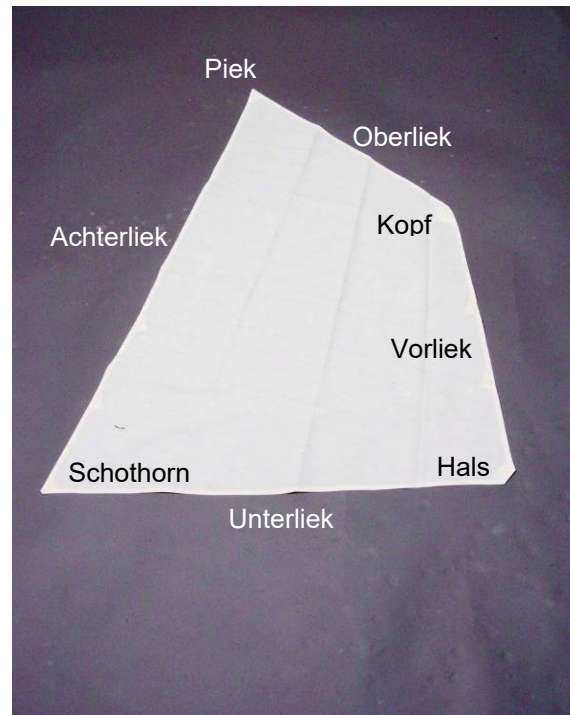 Piek
Oberliek
Kopf
Achterliek
Vorliek
Hals
Schothorn
Unterliek